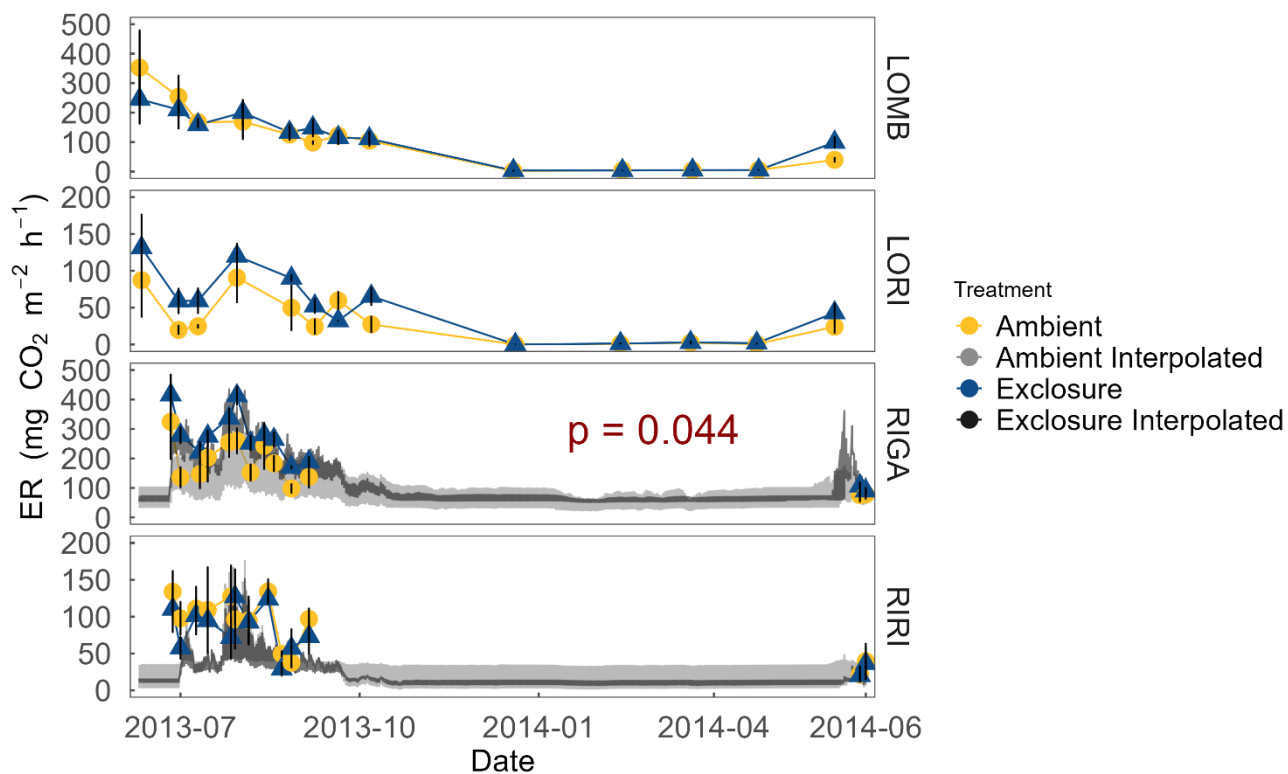 500
400
300
200
100
0
LOMB
200
150
100
50
0
LORI
ER (mg CO₂ m⁻² h⁻¹)
500
400
300
200
100
0
p = 0.044
RIGA
200
150
100
50
0
RIRI
2013-07 2013-10 2014-01 2014-04 2014-06
Date
Treatment
Ambient
Ambient Interpolated
Exclosure
Exclosure Interpolated